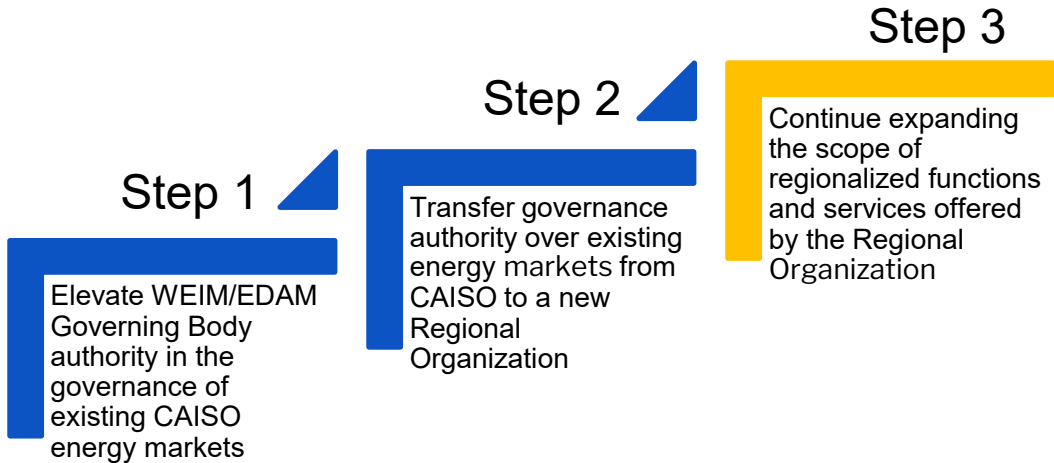 Step 1
Elevate WEIM/EDAM
Governing Body
authority in the
governance of
existing CAISO
energy markets
Step 2
Transfer governance
authority over existing
energy markets from
CAISO to a new
Regional
Organization
Step 3
Continue expanding
the scope of
regionalized functions
and services offered
by the Regional
Organization